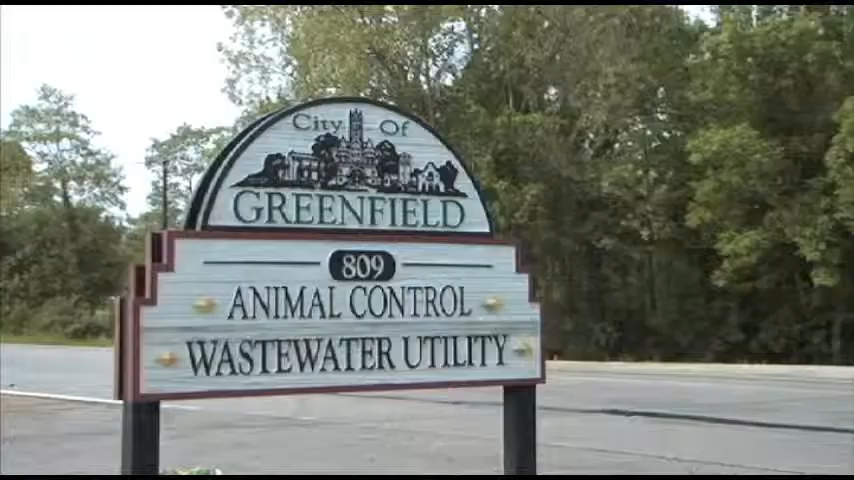 City Of
GREENFIELD
809
ANIMAL CONTROL
WASTEWATER UTILITY